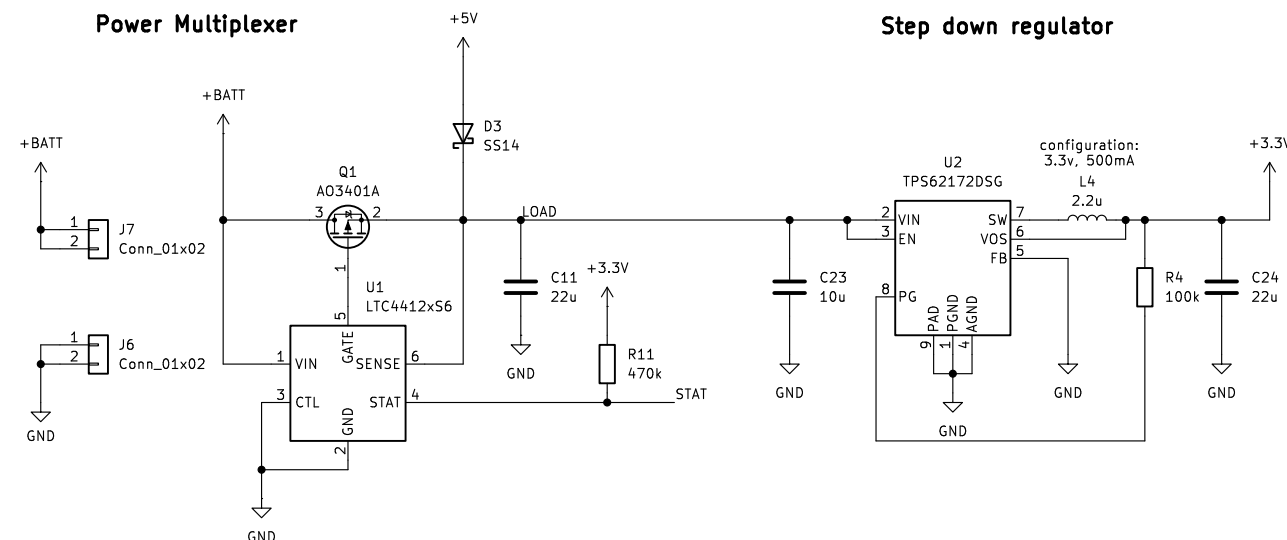 Power Multiplexer
+BATT
1
2
J7
Conn_01x02
1
2
J6
Conn_01x02
GND
+BATT
+5V
D3
SS14
Q1
AO3401A
3
2
1
LOAD
U1
LTC4412xS6
5
GATE
1
VIN
SENSE
6
3
CTL
STAT
4
GND
2
GND
C11
22u
GND
+3.3V
R11
470k
STAT
Step down regulator
C23
10u
GND
U2
TPS62172DSG
configuration:
3.3v, 500mA
L4
2.2u
+3.3V
2
VIN
SW
7
3
EN
VOS
6
FB
5
8
PG
PAD
PGND
AGND
9
1
4
GND
GND
R4
100k
C24
22u
GND